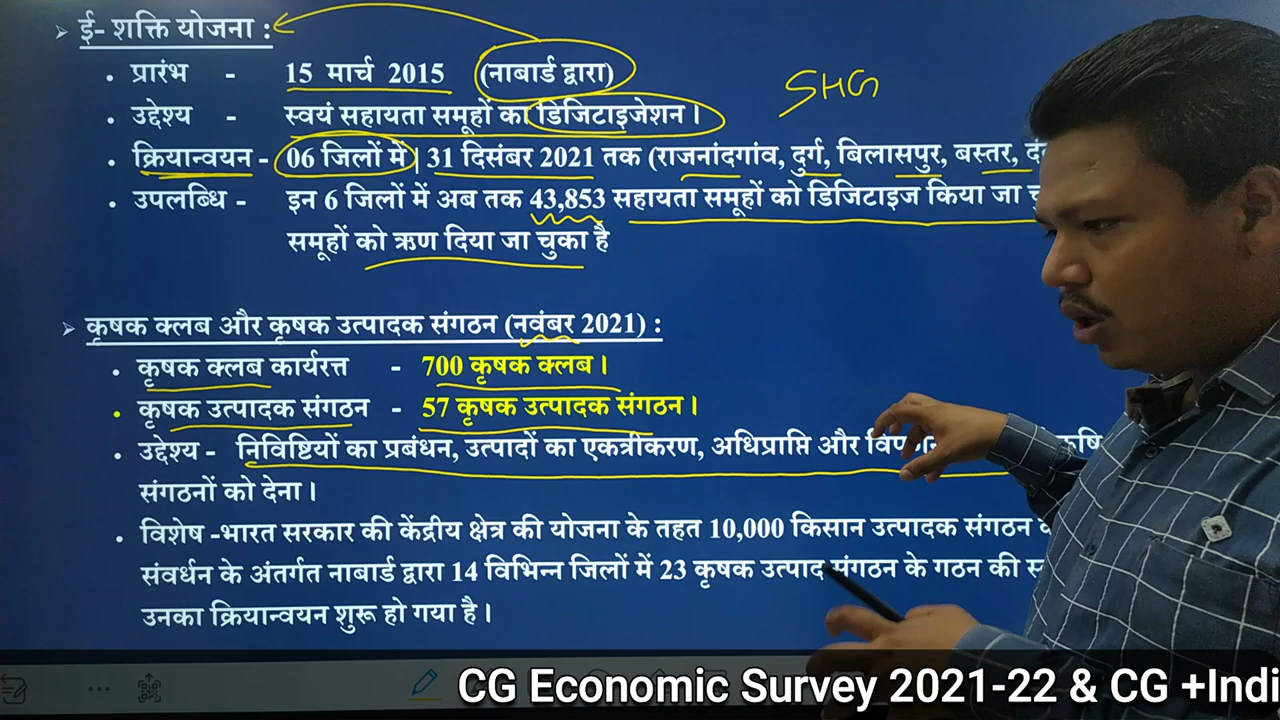 ई- शक्ति योजना :
प्रारंभ - 15 मार्च 2015 (नाबार्ड द्वारा)
SHG
उद्देश्य - स्वयं सहायता समूहों का डिजिटाइजेशन।
क्रियान्वयन - 06 जिलों में | 31 दिसंबर 2021 तक (राजनांदगांव, दुर्ग, बिलासपुर, बस्तर,
उपलब्धि - इन 6 जिलों में अब तक 43,853 सहायता समूहों को डिजिटाइज किया जा
समूहों को ऋण दिया जा चुका है
कृषक क्लब और कृषक उत्पादक संगठन (नवंबर 2021) :
कृषक क्लब कार्यरत्त - 700 कृषक क्लब।
कृषक उत्पादक संगठन - 57 कृषक उत्पादक संगठन।
उद्देश्य - निविष्टियों का प्रबंधन, उत्पादों का एकत्रीकरण, अधिप्राप्ति और
संगठनों को देना।
विशेष -भारत सरकार की केंद्रीय क्षेत्र की योजना के तहत 10,000 किसान उत्पादक संगठन
संवर्धन के अंतर्गत नाबार्ड द्वारा 14 विभिन्न जिलों में 23 कृषक उत्पाद संगठन के गठन की
उनका क्रियान्वयन शुरू हो गया है।
CG Economic Survey 2021-22 & CG +Indi